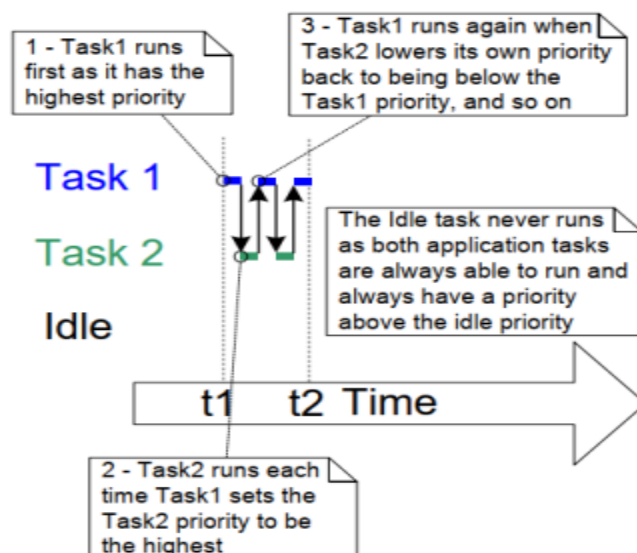 1 - Task1 runs
first as it has the
highest priority
3 - Task1 runs again when
Task2 lowers its own priority
back to being below the
Task1 priority, and so on
Task 1
Task 2
Idle
The Idle task never runs
as both application tasks
are always able to run and
always have a priority
above the idle priority
t1
t2
Time
2 - Task2 runs each
time Task1 sets the
Task2 priority to be
the highest